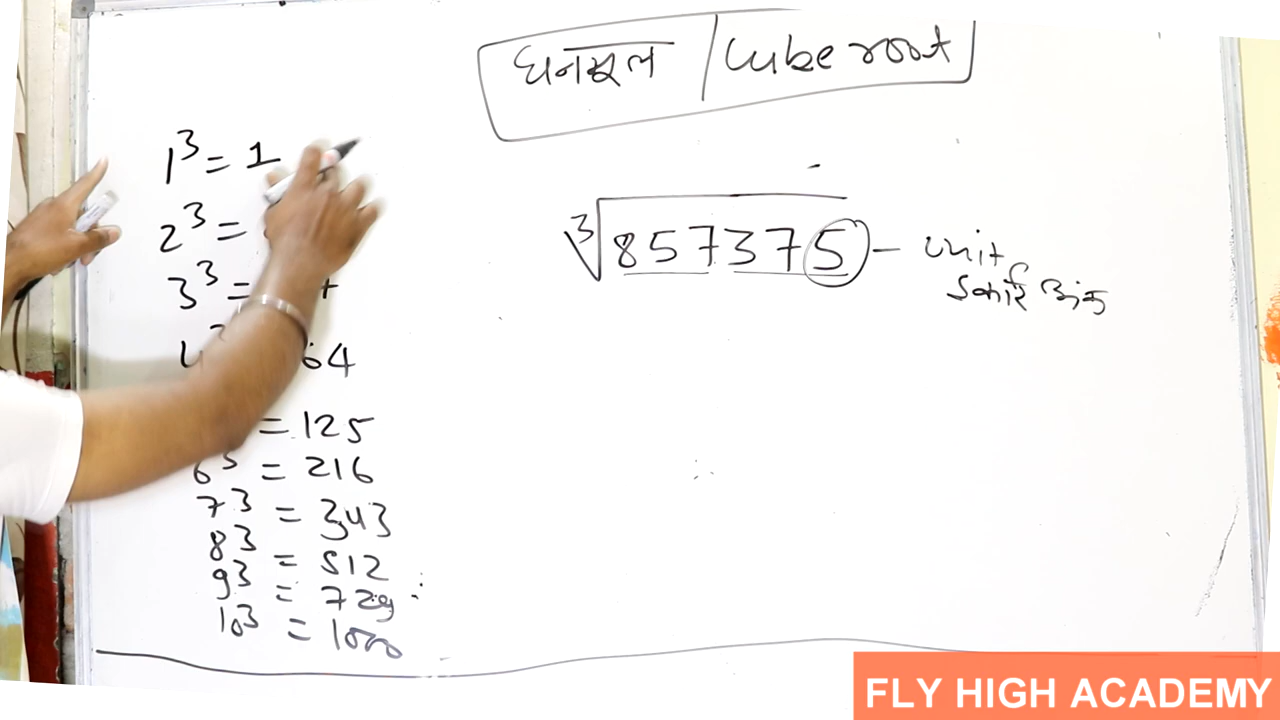 घनमूल / Cube root
1³ = 1
2³ =
3³ =
4³ 64
= 125
6³ = 216
7³ = 343
8³ = 512
9³ = 729
10³ = 1000
³√857375 – unit
इकाई अंक
FLY HIGH ACADEMY